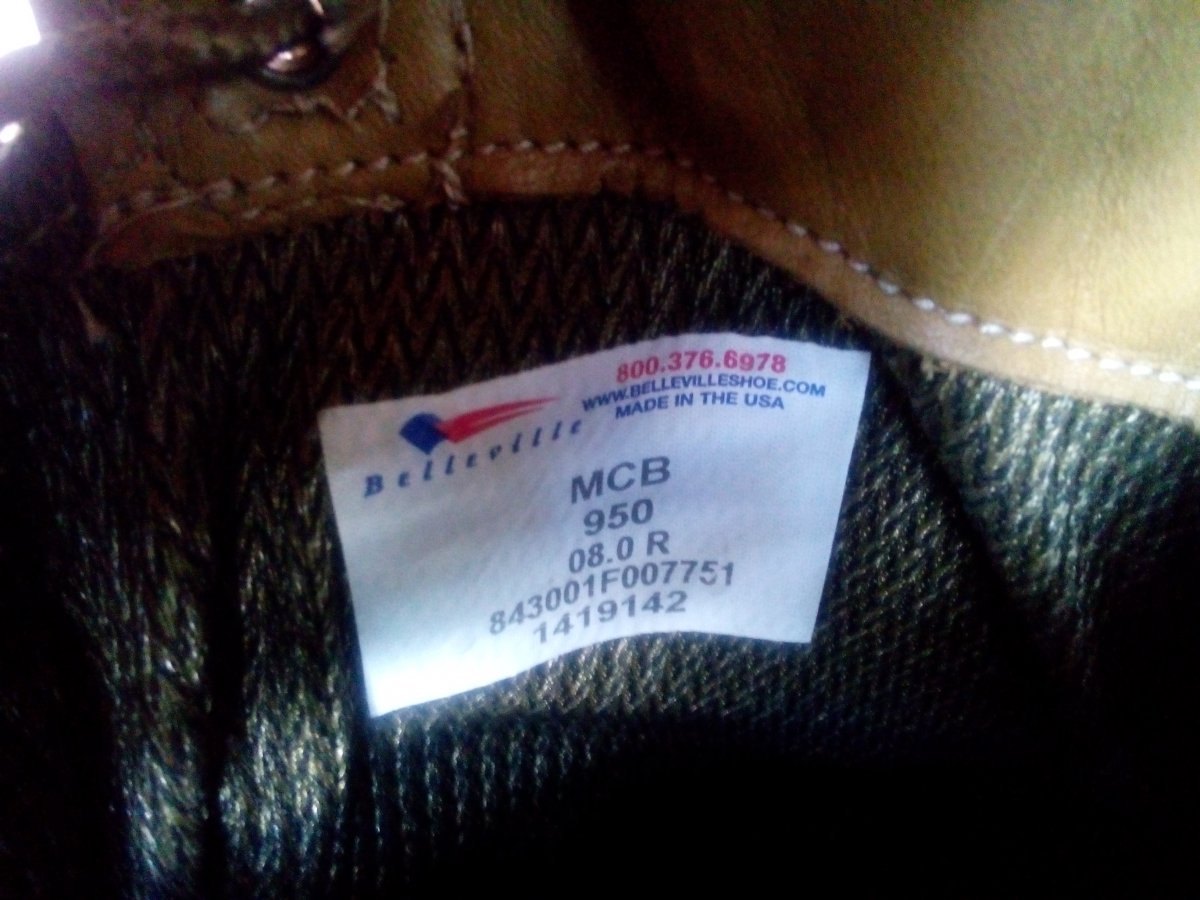 800.376.6978
WWW.BELLEVILLESHOE.COM
MADE IN THE USA
Belleville
MCB
950
08.0 R
843001F007751
1419142